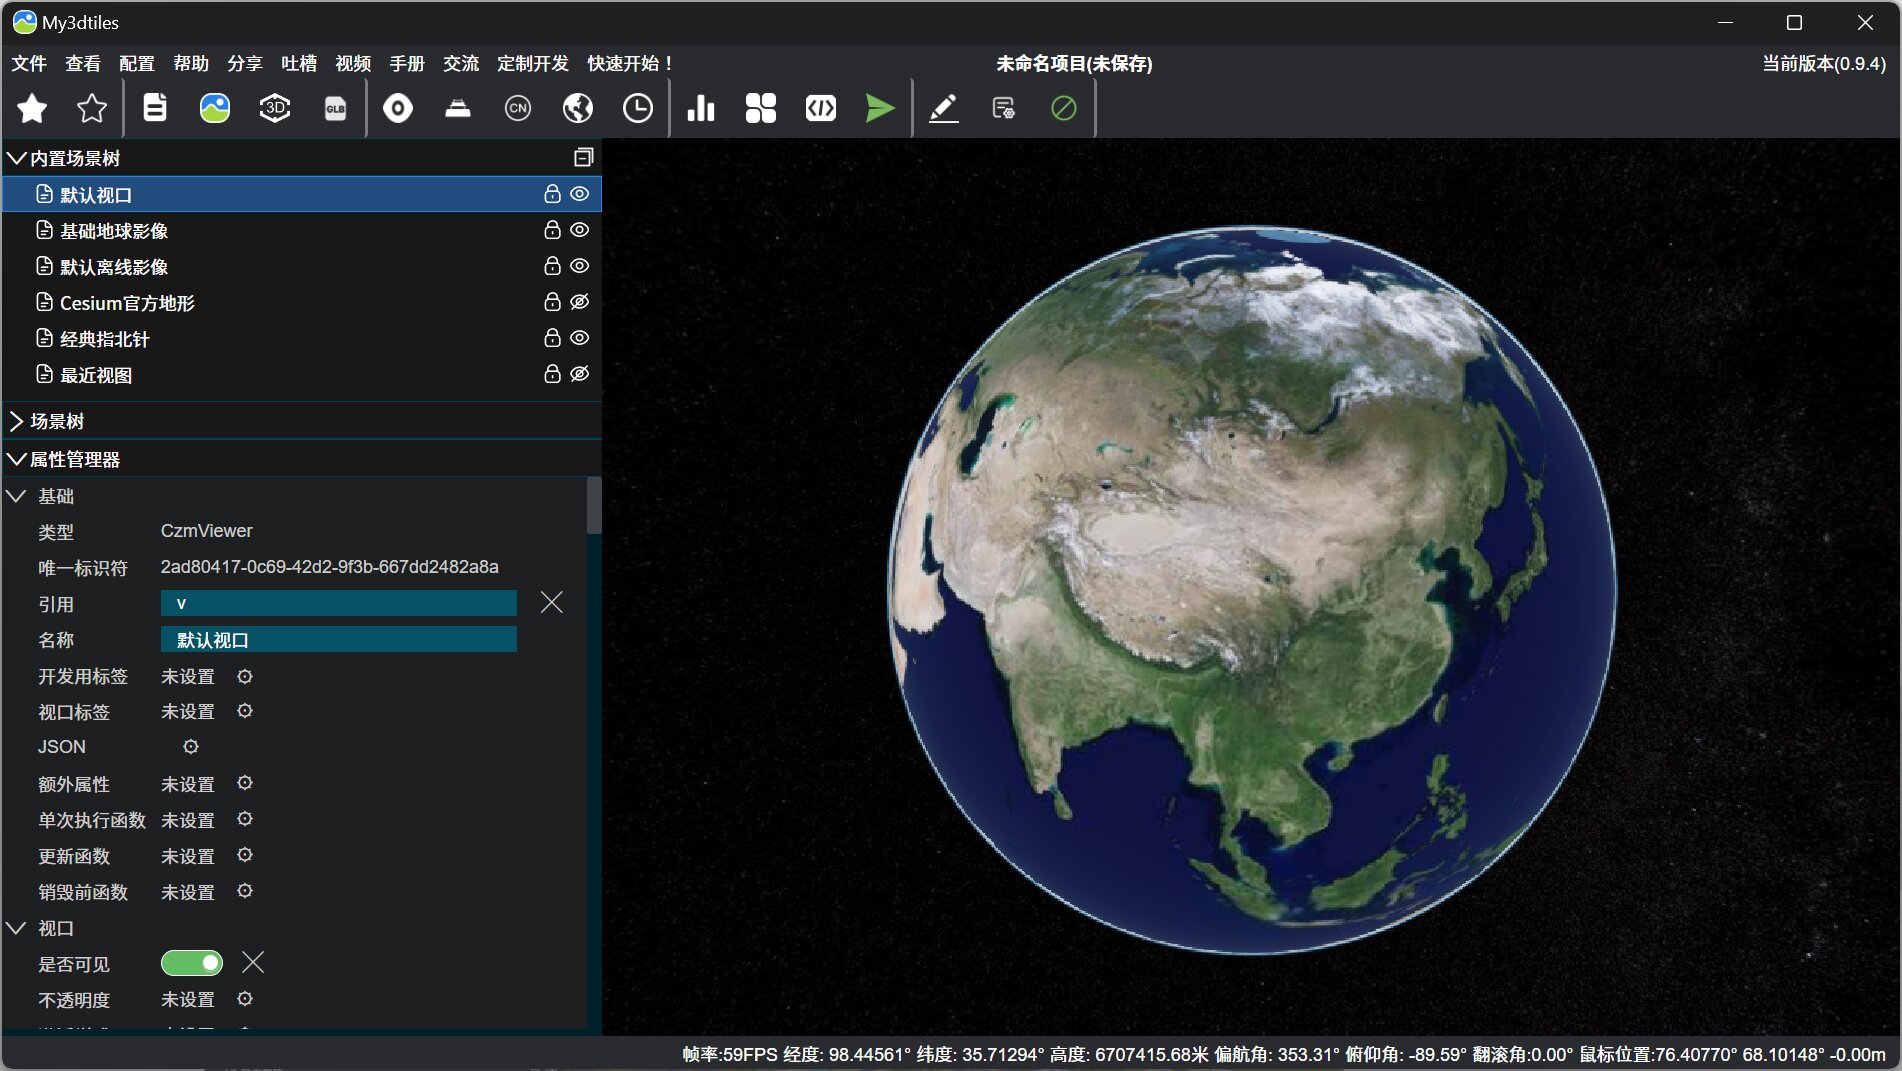 My3dtiles
文件 查看 配置 帮助 分享 吐槽 视频 手册 交流 定制开发 快速开始！ 未命名项目(未保存) 当前版本(0.9.4)
3D GLB CN
内置场景树
默认视口
基础地球影像
默认离线影像
Cesium官方地形
经典指北针
最近视图
场景树
属性管理器
基础
类型 CzmViewer
唯一标识符 2ad80417-0c69-42d2-9f3b-667dd2482a8a
引用 v
名称 默认视口
开发用标签 未设置
视口标签 未设置
JSON
额外属性 未设置
单次执行函数 未设置
更新函数 未设置
销毁前函数 未设置
视口
是否可见
不透明度 未设置
帧率:59FPS 经度: 98.44561° 纬度: 35.71294° 高度: 6707415.68米 偏航角: 353.31° 俯仰角: -89.59° 翻滚角:0.00° 鼠标位置:76.40770° 68.10148° -0.00m